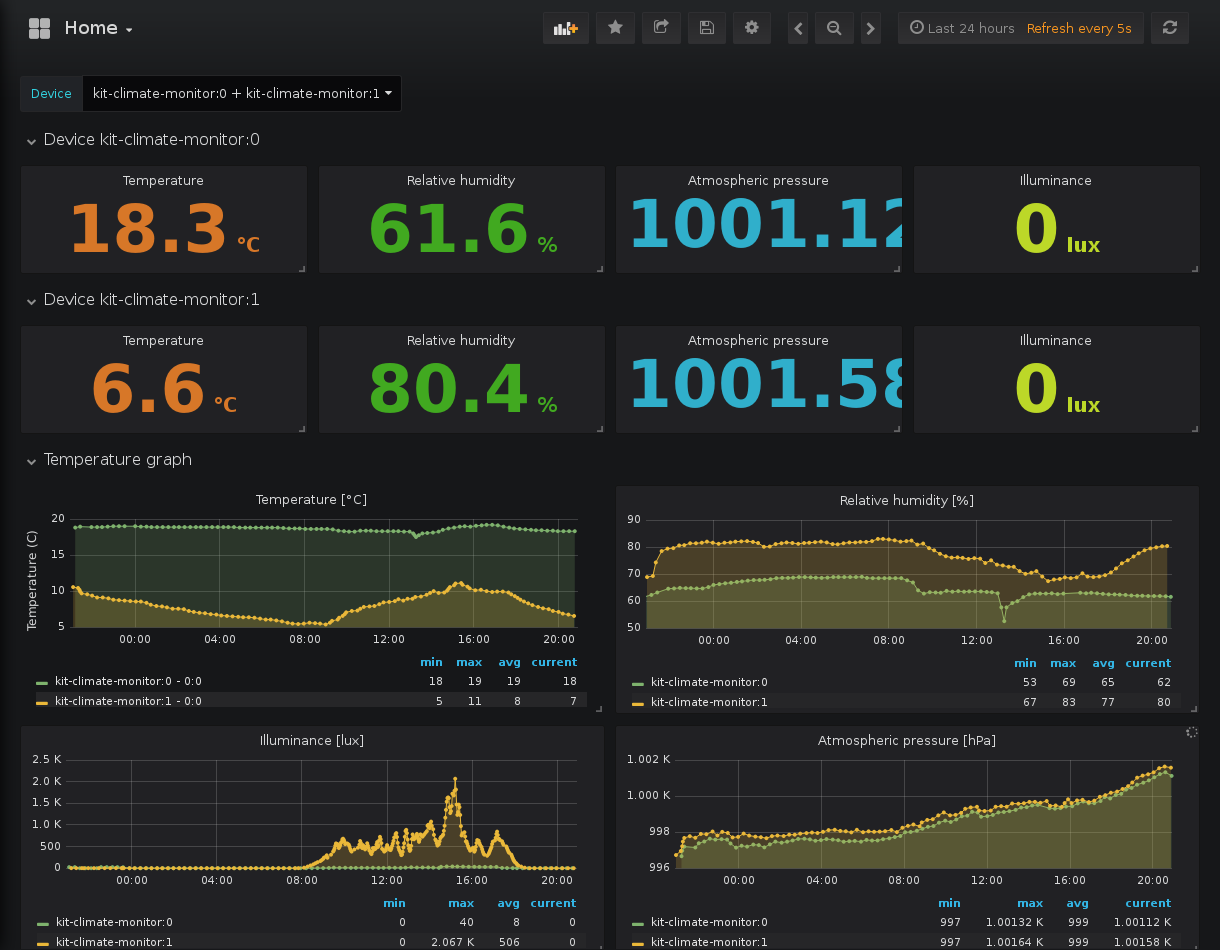 Home
Last 24 hours Refresh every 5s
Device kit-climate-monitor:0 + kit-climate-monitor:1
Device kit-climate-monitor:0
Temperature Relative humidity Atmospheric pressure Illuminance
18.3 °C 61.6 % 1001.12 0 lux
Device kit-climate-monitor:1
Temperature Relative humidity Atmospheric pressure Illuminance
6.6 °C 80.4 % 1001.58 0 lux
Temperature graph
Temperature [°C]
Temperature (C)
20
15
10
5
00:00 04:00 08:00 12:00 16:00 20:00
min max avg current
kit-climate-monitor:0 - 0:0 18 19 19 18
kit-climate-monitor:1 - 0:0 5 11 8 7
Relative humidity [%]
90
80
70
60
50
00:00 04:00 08:00 12:00 16:00 20:00
min max avg current
kit-climate-monitor:0 53 69 65 62
kit-climate-monitor:1 67 83 77 80
Illuminance [lux]
2.5 K
2.0 K
1.5 K
1.0 K
500
0
00:00 04:00 08:00 12:00 16:00 20:00
min max avg current
kit-climate-monitor:0 0 40 8 0
kit-climate-monitor:1 0 2.067 K 506 0
Atmospheric pressure [hPa]
1.002 K
1.000 K
998
996
00:00 04:00 08:00 12:00 16:00 20:00
min max avg current
kit-climate-monitor:0 997 1.00132 K 999 1.00112 K
kit-climate-monitor:1 997 1.00164 K 999 1.00158 K